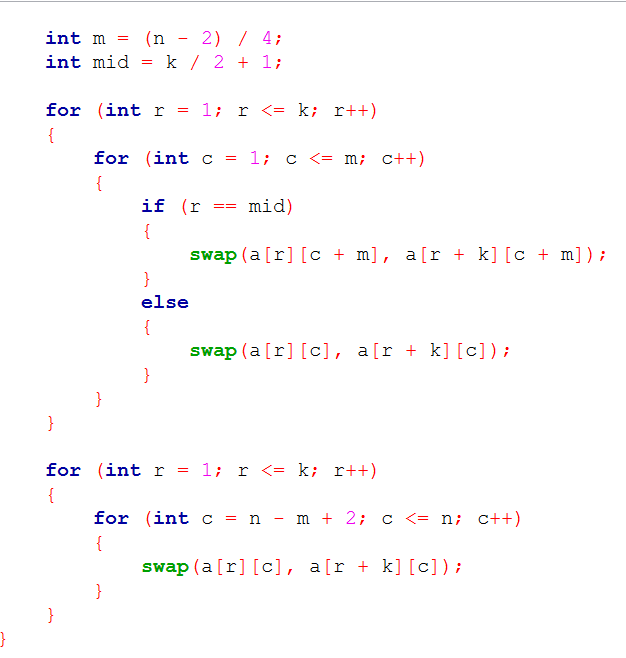 int m = (n - 2) / 4;
int mid = k / 2 + 1;
for (int r = 1; r <= k; r++)
{
for (int c = 1; c <= m; c++)
{
if (r == mid)
{
swap(a[r][c + m], a[r + k][c + m]);
}
else
{
swap(a[r][c], a[r + k][c]);
}
}
}
for (int r = 1; r <= k; r++)
{
for (int c = n - m + 2; c <= n; c++)
{
swap(a[r][c], a[r + k][c]);
}
}
}